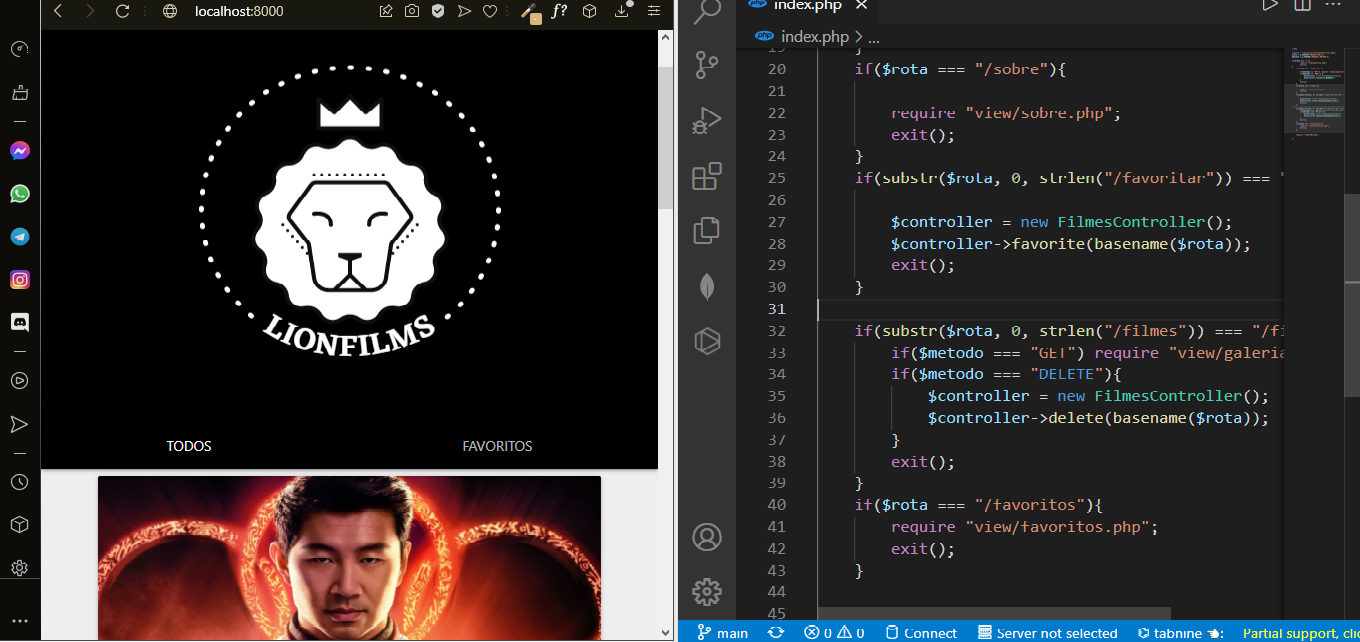 localhost:8000
LIONFILMS
TODOS
FAVORITOS
index.php
index.php > ...
19 }
20 if($rota === "/sobre"){
21
22 require "view/sobre.php";
23 exit();
24 }
25 if(substr($rota, 0, strlen("/favoritar")) === "
26
27 $controller = new FilmesController();
28 $controller->favorite(basename($rota));
29 exit();
30 }
31
32 if(substr($rota, 0, strlen("/filmes")) === "/fi
33 if($metodo === "GET") require "view/galeria
34 if($metodo === "DELETE"){
35 $controller = new FilmesController();
36 $controller->delete(basename($rota));
37 }
38 exit();
39 }
40 if($rota === "/favoritos"){
41 require "view/favoritos.php";
42 exit();
43 }
44
45
main 0 0 Connect Server not selected tabnine : Partial support, clic